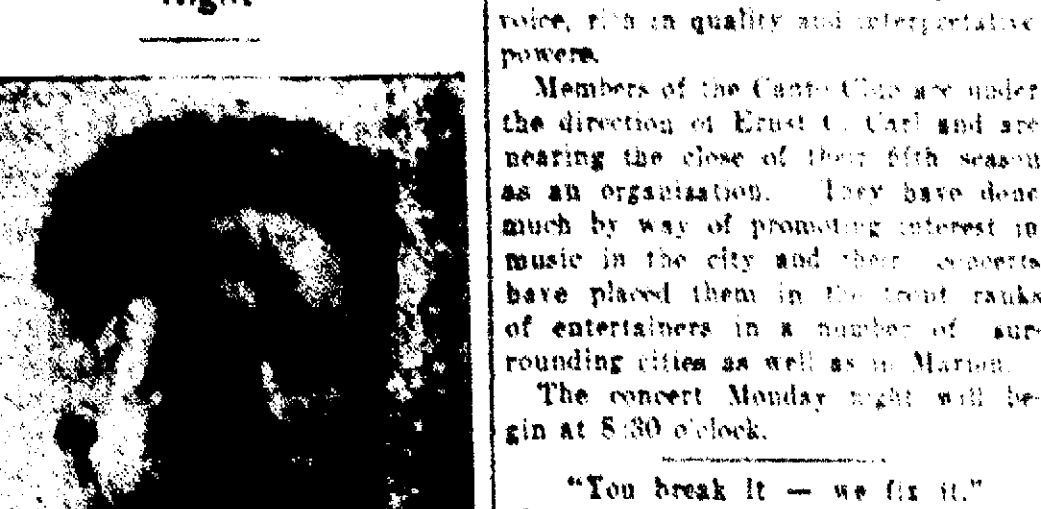 night
voice, rich in quality and interpretative
powers.
Members of the Canto Club are under
the direction of Ernst C. Carl and are
nearing the close of their fifth season
as an organisation. They have done
much by way of promoting interest in
music in the city and their concerts
have placed them in the front ranks
of entertainers in a number of sur-
rounding cities as well as in Marion.
The concert Monday night will be-
gin at 8:30 o'clock.
"You break it — we fix it."